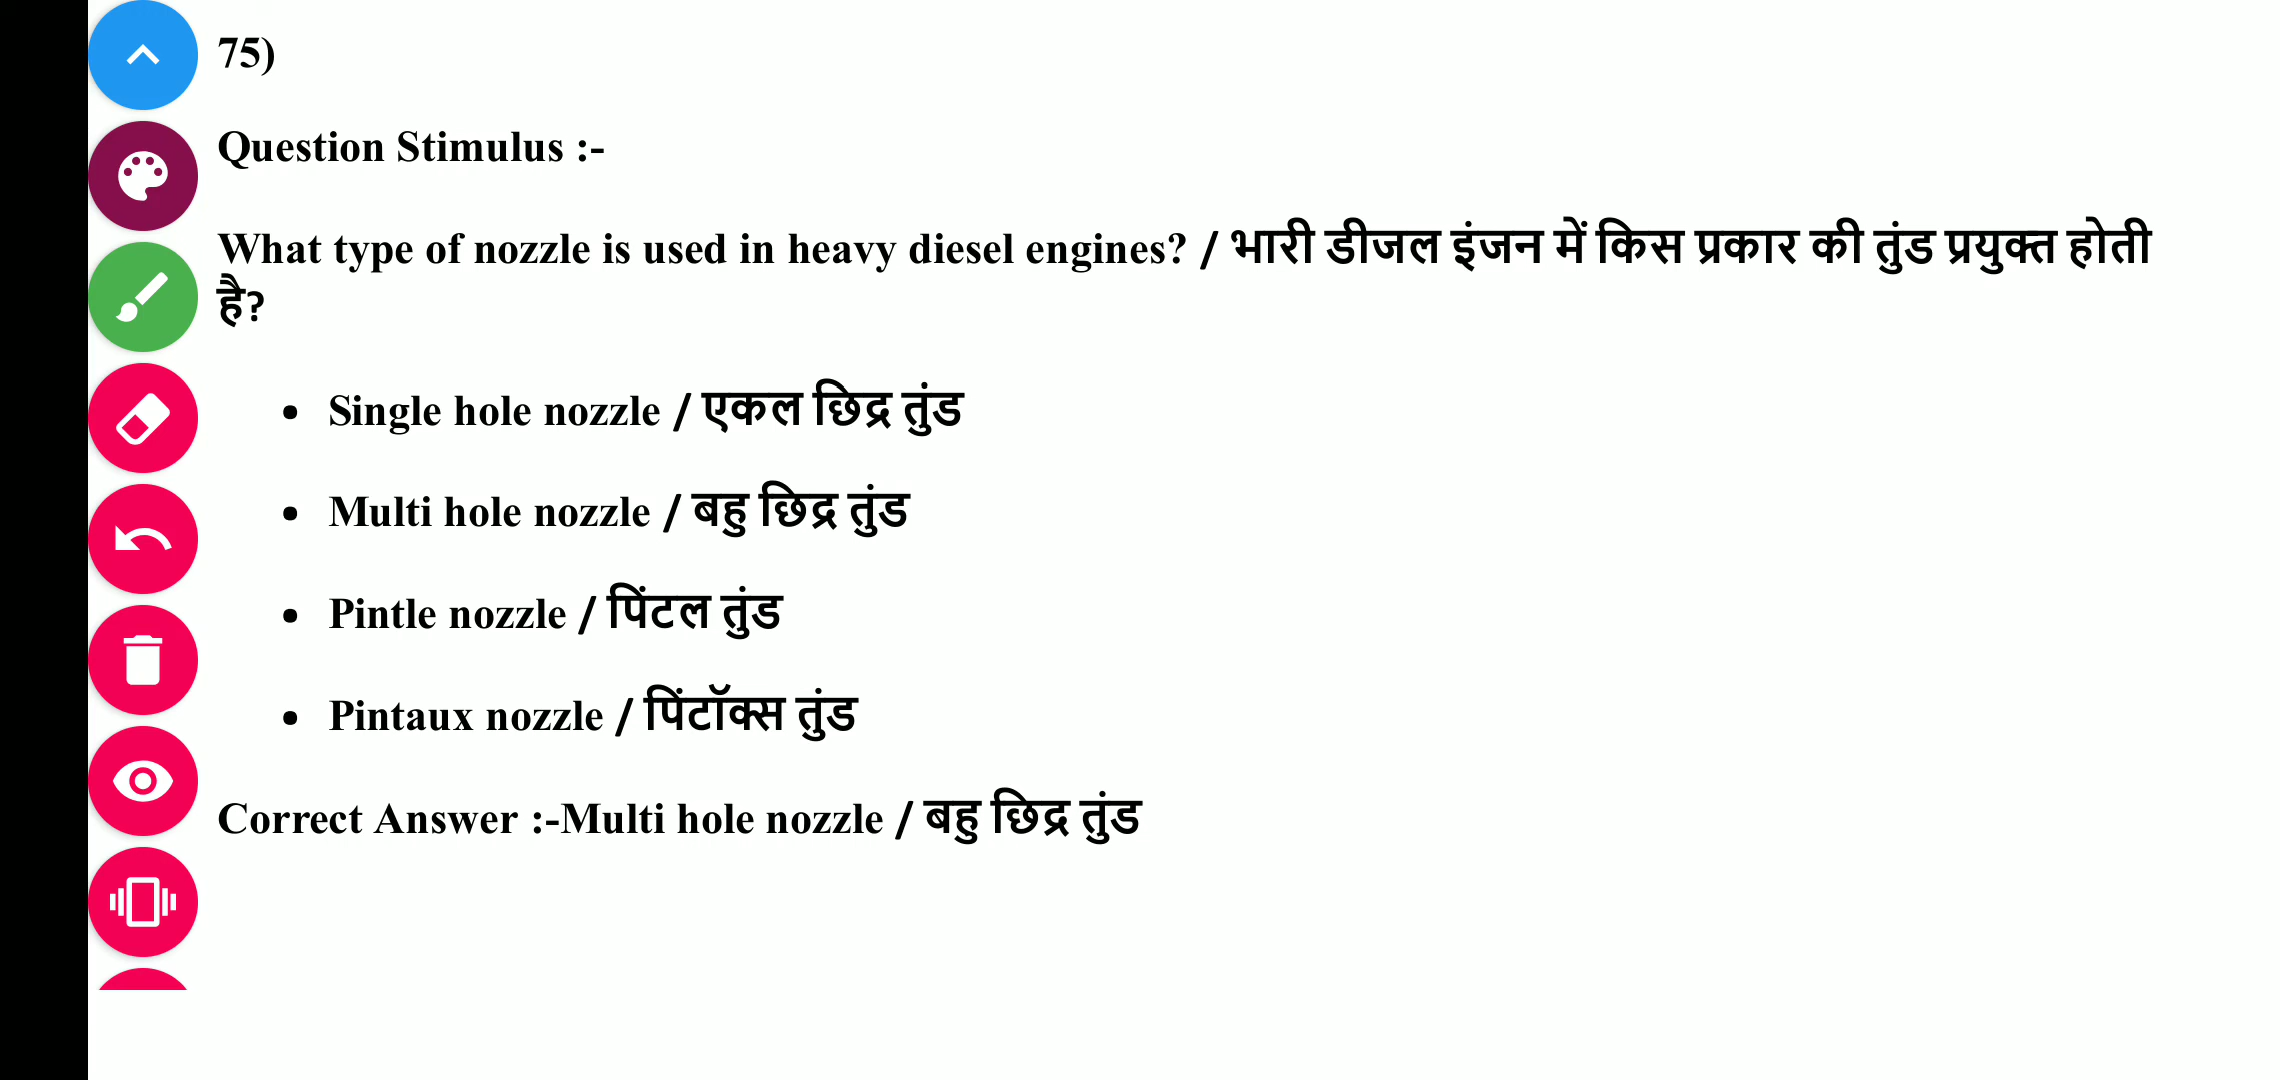 75)
Question Stimulus :-
What type of nozzle is used in heavy diesel engines? / भारी डीजल इंजन में किस प्रकार की तुंड प्रयुक्त होती
है?
• Single hole nozzle / एकल छिद्र तुंड
• Multi hole nozzle / बहु छिद्र तुंड
• Pintle nozzle / पिंटल तुंड
• Pintaux nozzle / पिंटॉक्स तुंड
Correct Answer :-Multi hole nozzle / बहु छिद्र तुंड